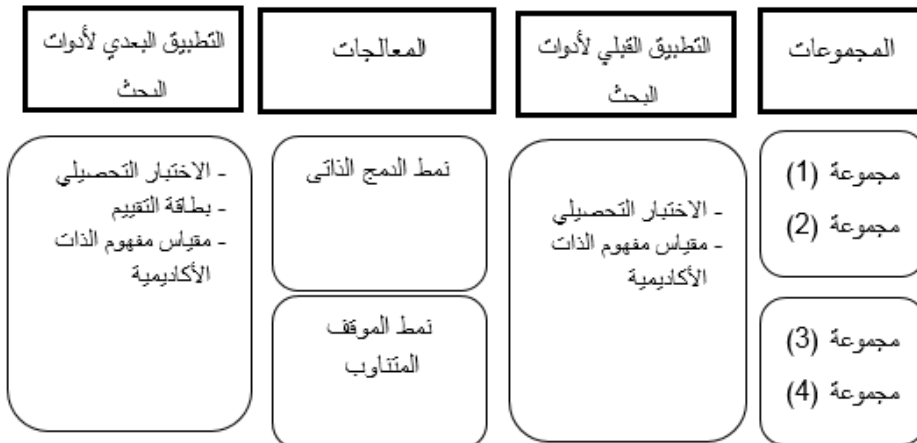 المجموعات
التطبيق القبلي لأدوات
البحث
المعالجات
التطبيق البعدي لأدوات
البحث
مجموعة (1)
مجموعة (2)
مجموعة (3)
مجموعة (4)
- الاختبار التحصيلي
- مقياس مفهوم الذات
الأكاديمية
نمط الدمج الذاتى
نمط الموقف
المتناوب
- الاختبار التحصيلي
- بطاقة التقييم
- مقياس مفهوم الذات
الأكاديمية